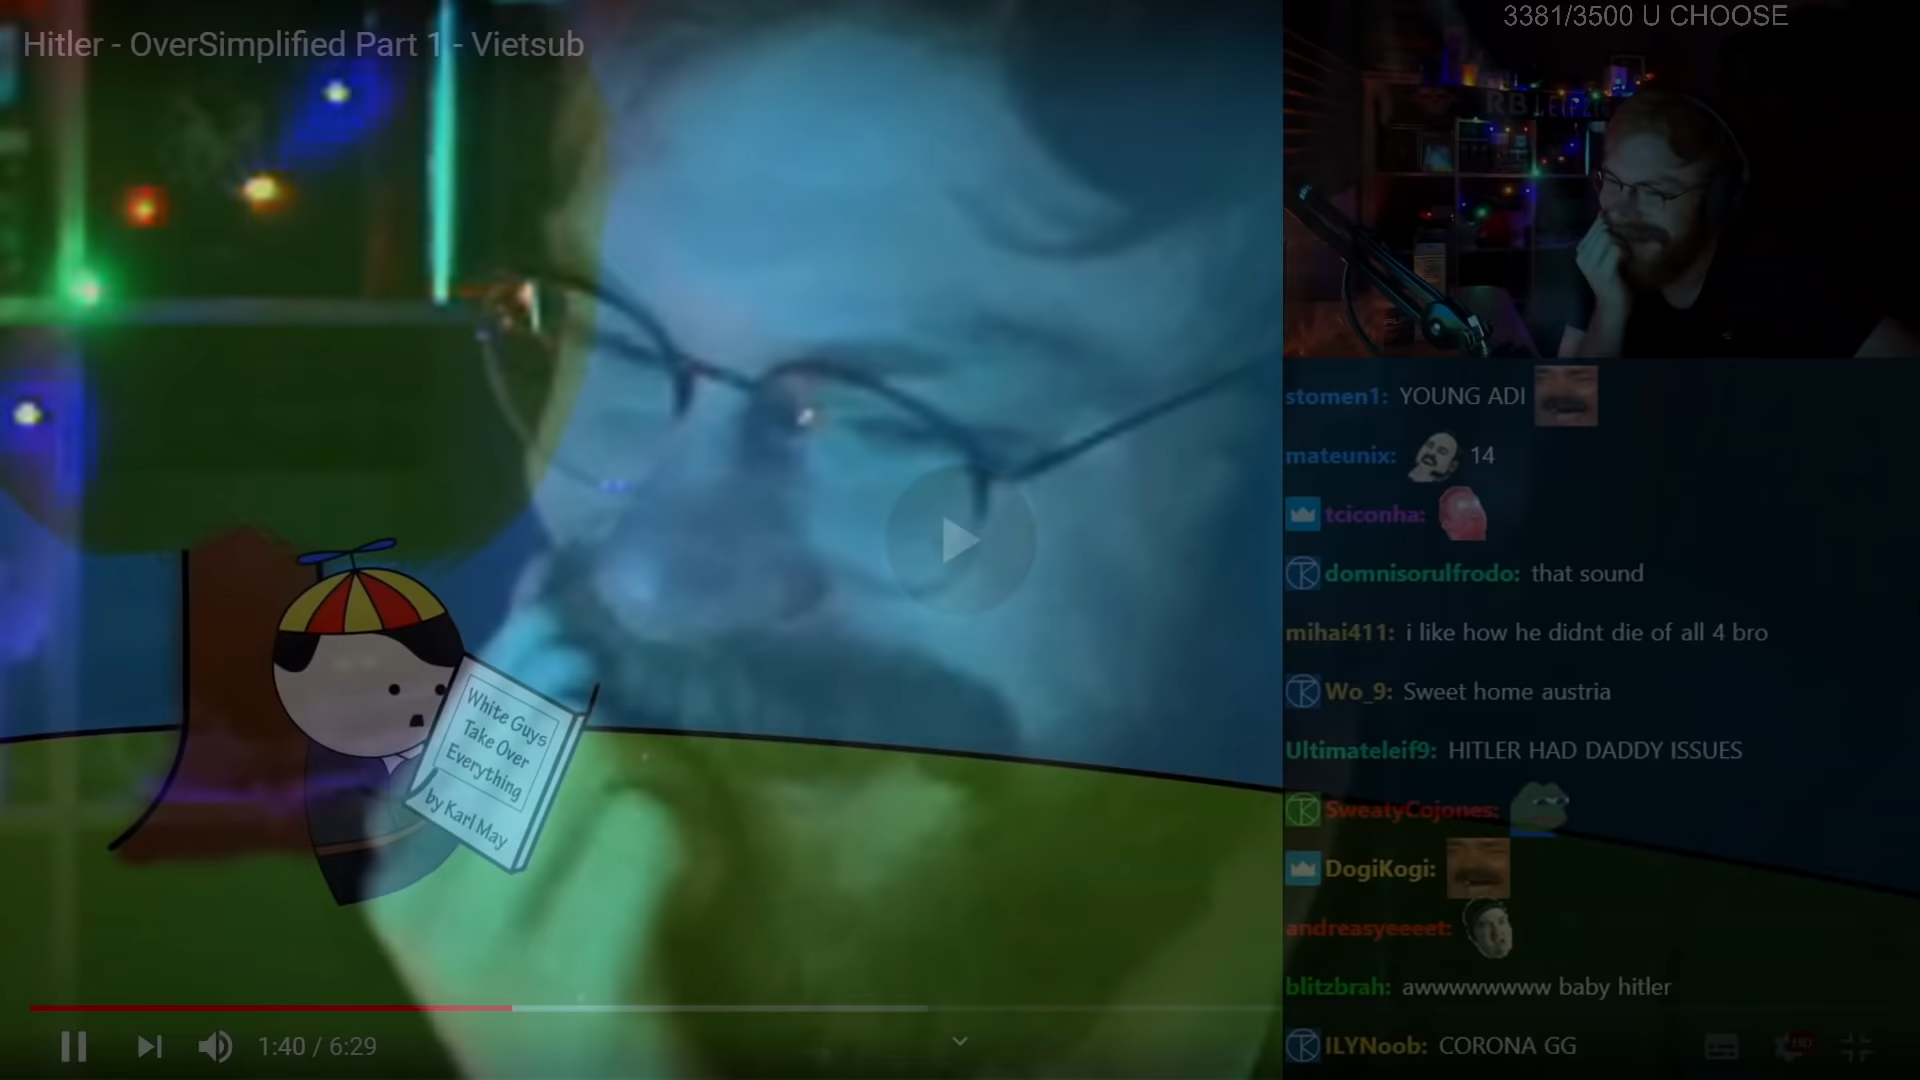 Hitler - OverSimplified Part 1 - Vietsub
3381/3500 U CHOOSE
RB LEIPZIG
stomen1: YOUNG ADI
mateunix: 14
tciconha:
domnisorulfrodo: that sound
mihai411: i like how he didnt die of all 4 bro
Wo_9: Sweet home austria
Ultimateleif9: HITLER HAD DADDY ISSUES
SweatyCojones:
DogiKogi:
andreasyeeeet:
blitzbrah: awwwwwwww baby hitler
ILYNoob: CORONA GG
White Guys
Take Over
Everything
by Karl May
1:40 / 6:29
HD